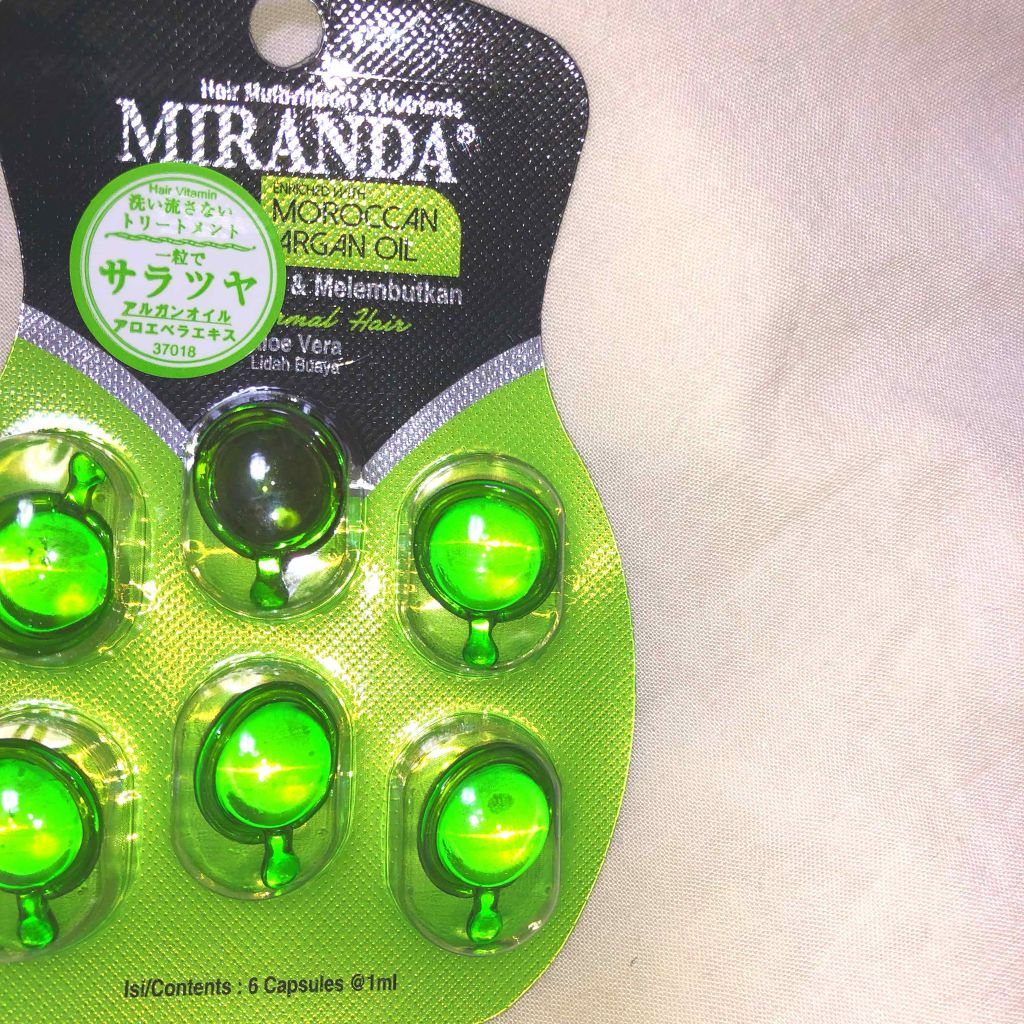 Hair Multivitamin & Nutrients
MIRANDA®
Hair Vitamin
洗い流さない
トリートメント
一粒で
サラツヤ
アルガンオイル
アロエベラエキス
37018
ENRICHED WITH
MOROCCAN
ARGAN OIL
& Melembutkan
Hair
Vera
Lidah Buaya
Isi/Contents : 6 Capsules @1ml